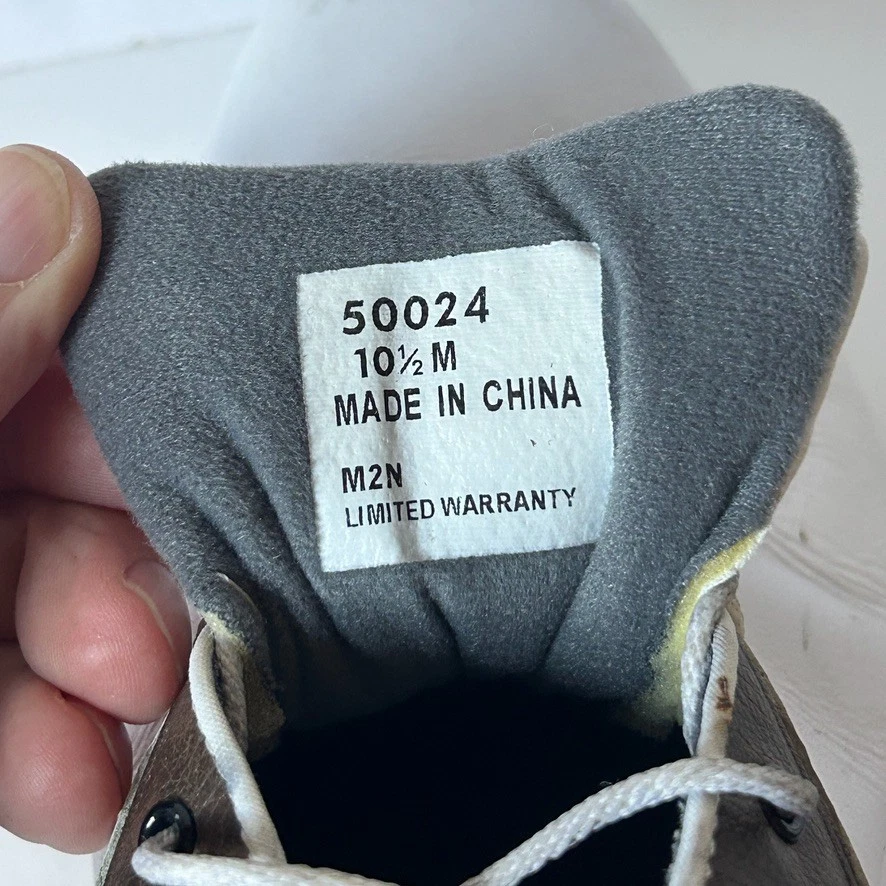 50024
10½ M
MADE IN CHINA
M2N
LIMITED WARRANTY